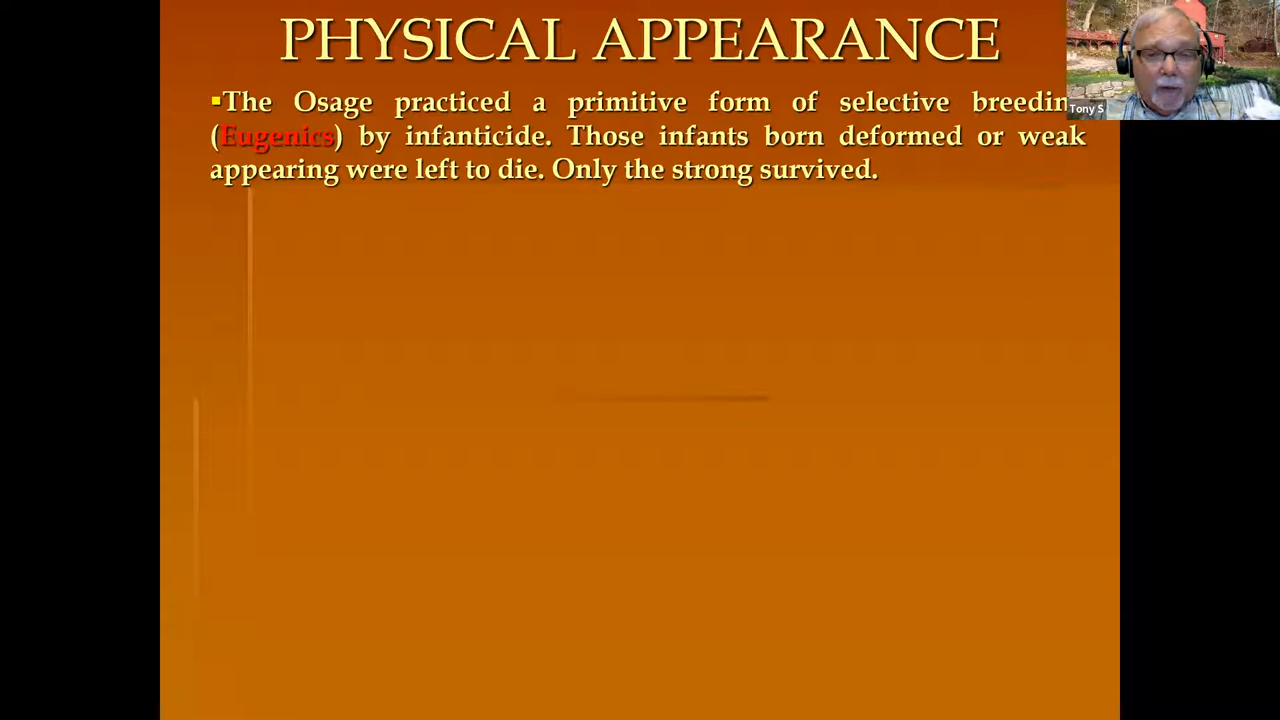 PHYSICAL APPEARANCE
▪The Osage practiced a primitive form of selective breedin
(Eugenics) by infanticide. Those infants born deformed or weak
appearing were left to die. Only the strong survived.
Tony S